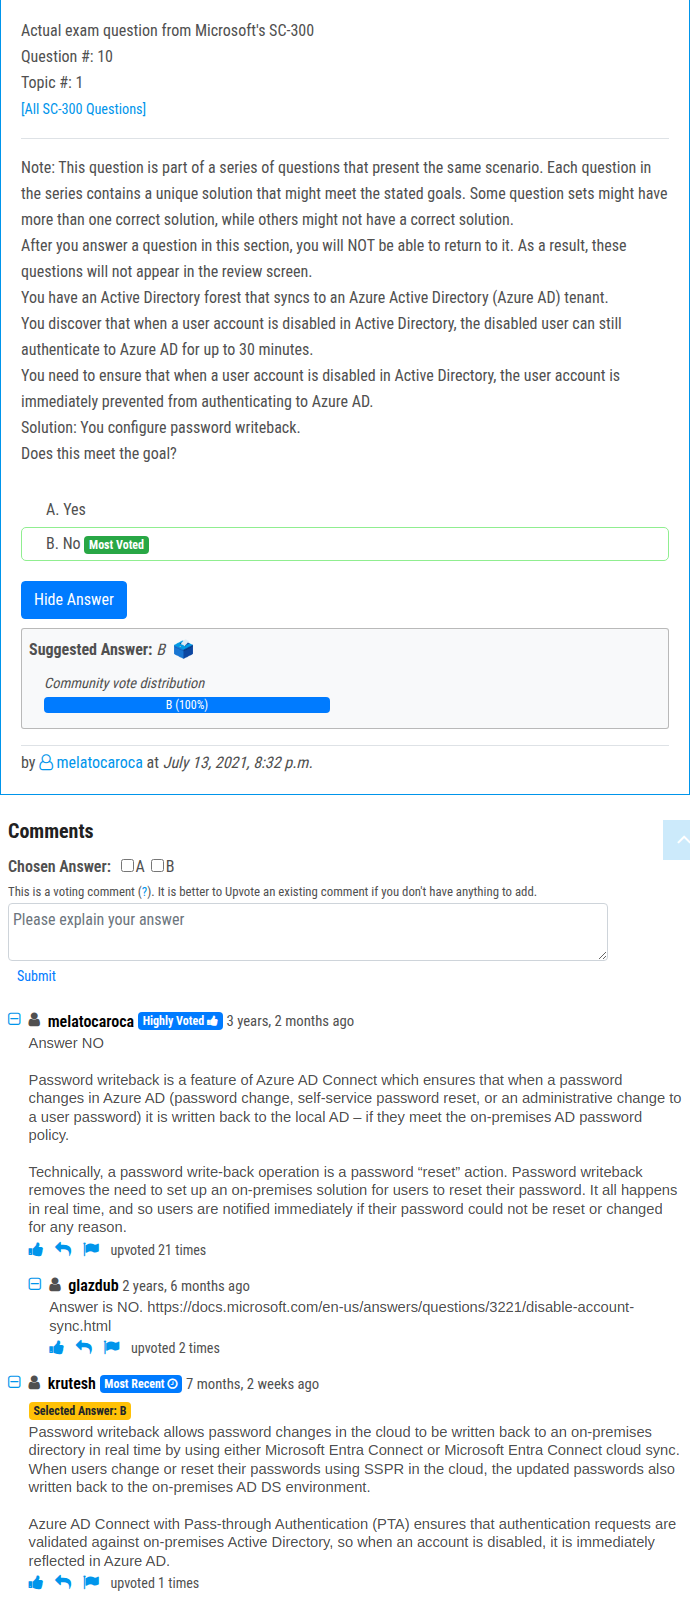 Actual exam question from Microsoft's SC-300
Question #: 10
Topic #: 1
[All SC-300 Questions]
Note: This question is part of a series of questions that present the same scenario. Each question in
the series contains a unique solution that might meet the stated goals. Some question sets might have
more than one correct solution, while others might not have a correct solution.
After you answer a question in this section, you will NOT be able to return to it. As a result, these
questions will not appear in the review screen.
You have an Active Directory forest that syncs to an Azure Active Directory (Azure AD) tenant.
You discover that when a user account is disabled in Active Directory, the disabled user can still
authenticate to Azure AD for up to 30 minutes.
You need to ensure that when a user account is disabled in Active Directory, the user account is
immediately prevented from authenticating to Azure AD.
Solution: You configure password writeback.
Does this meet the goal?
A. Yes
B. No Most Voted
Hide Answer
Suggested Answer: B
Community vote distribution
B (100%)
by melatocaroca at July 13, 2021, 8:32 p.m.
Comments
Chosen Answer: A B
This is a voting comment (?). It is better to Upvote an existing comment if you don't have anything to add.
Please explain your answer
Submit
melatocaroca Highly Voted 3 years, 2 months ago
Answer NO
Password writeback is a feature of Azure AD Connect which ensures that when a password
changes in Azure AD (password change, self-service password reset, or an administrative change to
a user password) it is written back to the local AD – if they meet the on-premises AD password
policy.
Technically, a password write-back operation is a password “reset” action. Password writeback
removes the need to set up an on-premises solution for users to reset their password. It all happens
in real time, and so users are notified immediately if their password could not be reset or changed
for any reason.
upvoted 21 times
glazdub 2 years, 6 months ago
Answer is NO. https://docs.microsoft.com/en-us/answers/questions/3221/disable-account-
sync.html
upvoted 2 times
krutesh Most Recent 7 months, 2 weeks ago
Selected Answer: B
Password writeback allows password changes in the cloud to be written back to an on-premises
directory in real time by using either Microsoft Entra Connect or Microsoft Entra Connect cloud sync.
When users change or reset their passwords using SSPR in the cloud, the updated passwords also
written back to the on-premises AD DS environment.
Azure AD Connect with Pass-through Authentication (PTA) ensures that authentication requests are
validated against on-premises Active Directory, so when an account is disabled, it is immediately
reflected in Azure AD.
upvoted 1 times